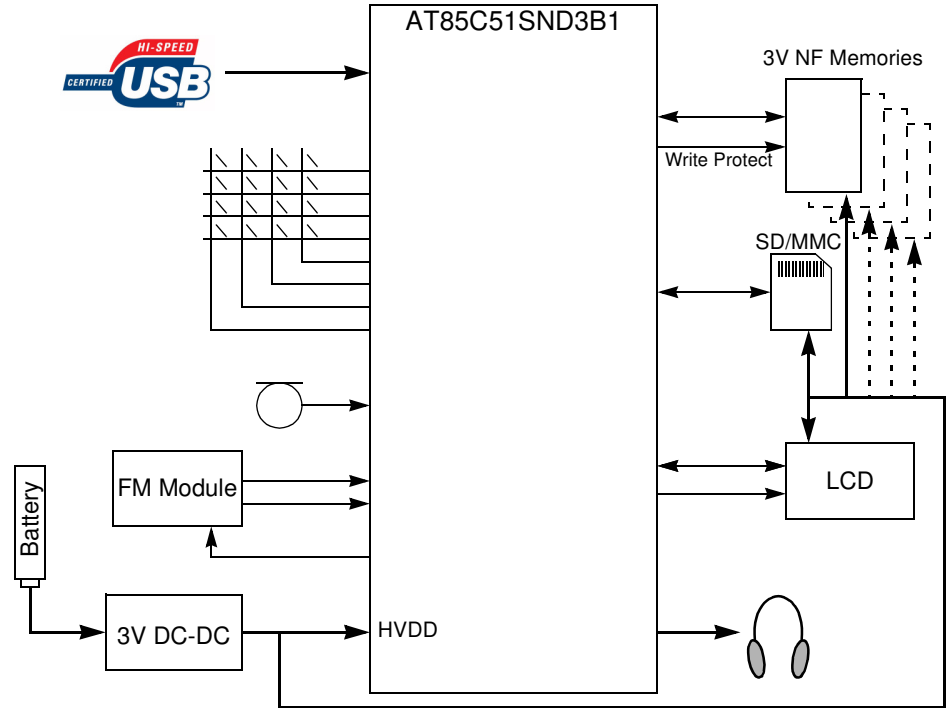 AT85C51SND3B1
HI-SPEED
CERTIFIED
USB
TM
3V NF Memories
Write Protect
SD/MMC
FM Module
LCD
Battery
3V DC-DC
HVDD